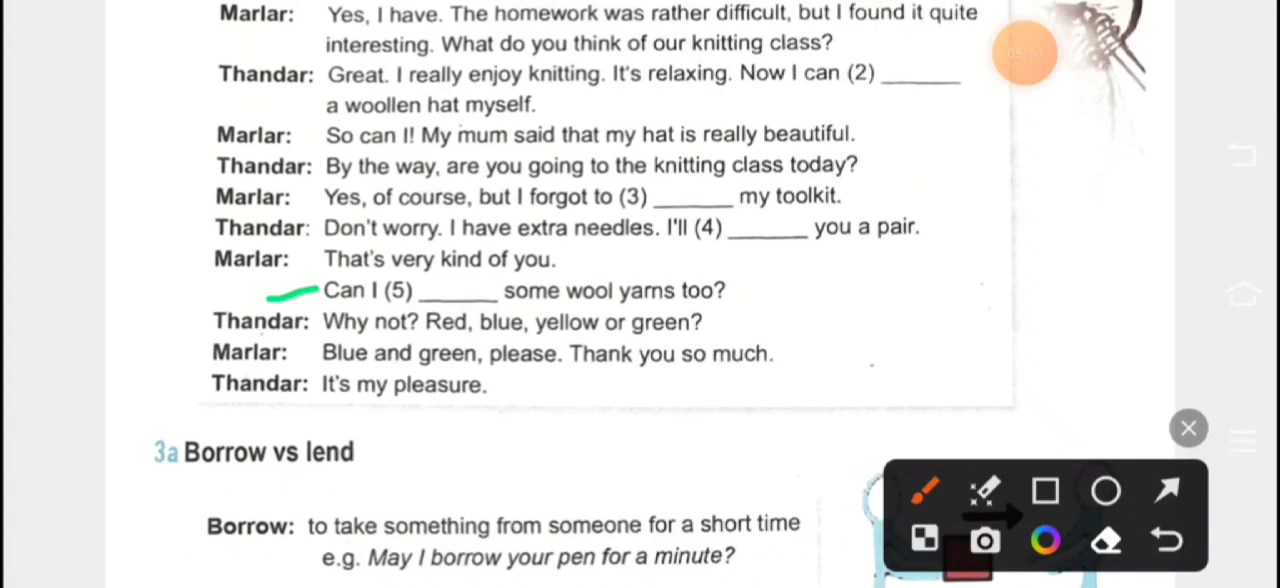 Marlar: Yes, I have. The homework was rather difficult, but I found it quite
interesting. What do you think of our knitting class?
Thandar: Great. I really enjoy knitting. It's relaxing. Now I can (2) ______
a woollen hat myself.
Marlar: So can I! My mum said that my hat is really beautiful.
Thandar: By the way, are you going to the knitting class today?
Marlar: Yes, of course, but I forgot to (3) ______ my toolkit.
Thandar: Don't worry. I have extra needles. I'll (4) ______ you a pair.
Marlar: That's very kind of you.
Can I (5) ______ some wool yarns too?
Thandar: Why not? Red, blue, yellow or green?
Marlar: Blue and green, please. Thank you so much.
Thandar: It's my pleasure.
3a Borrow vs lend
Borrow: to take something from someone for a short time
e.g. May I borrow your pen for a minute?